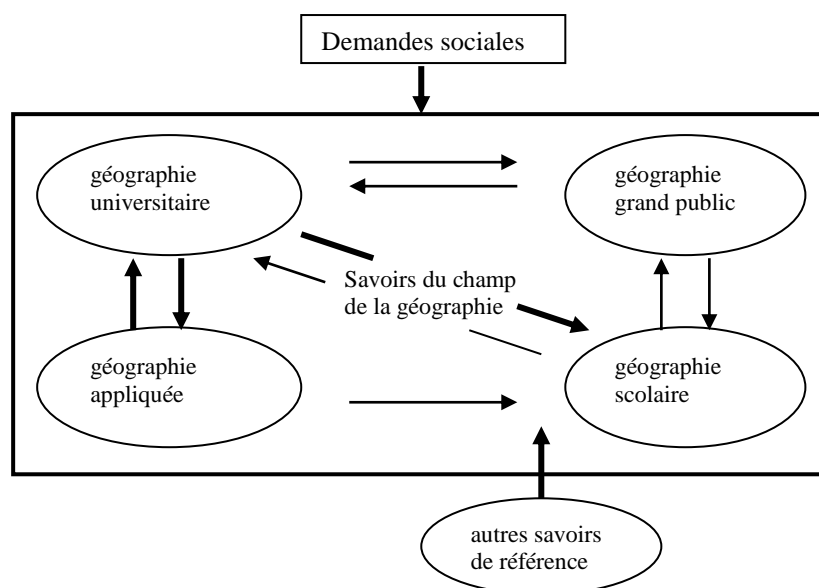 Demandes sociales
géographie
universitaire
géographie
grand public
Savoirs du champ
de la géographie
géographie
appliquée
géographie
scolaire
autres savoirs
de référence